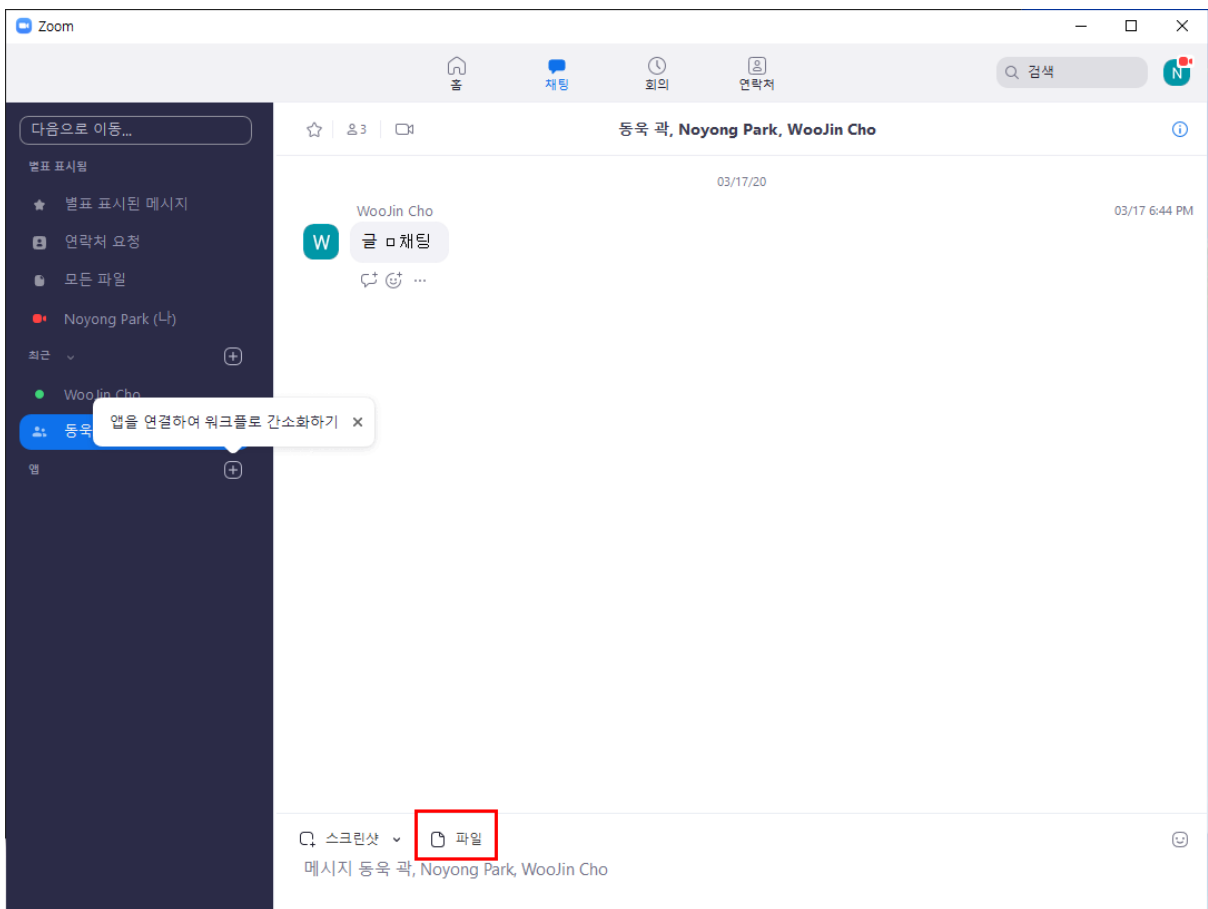 Zoom
홈
채팅
회의
연락처
검색
N
다음으로 이동...
별표 표시됨
별표 표시된 메시지
연락처 요청
모든 파일
Noyong Park (나)
최근
WooJin Cho
동욱
앱을 연결하여 워크플로 간소화하기
앱
3
동욱 곽, Noyong Park, WooJin Cho
03/17/20
WooJin Cho
03/17 6:44 PM
W
글 ㅁ채팅
스크린샷
파일
메시지 동욱 곽, Noyong Park, WooJin Cho